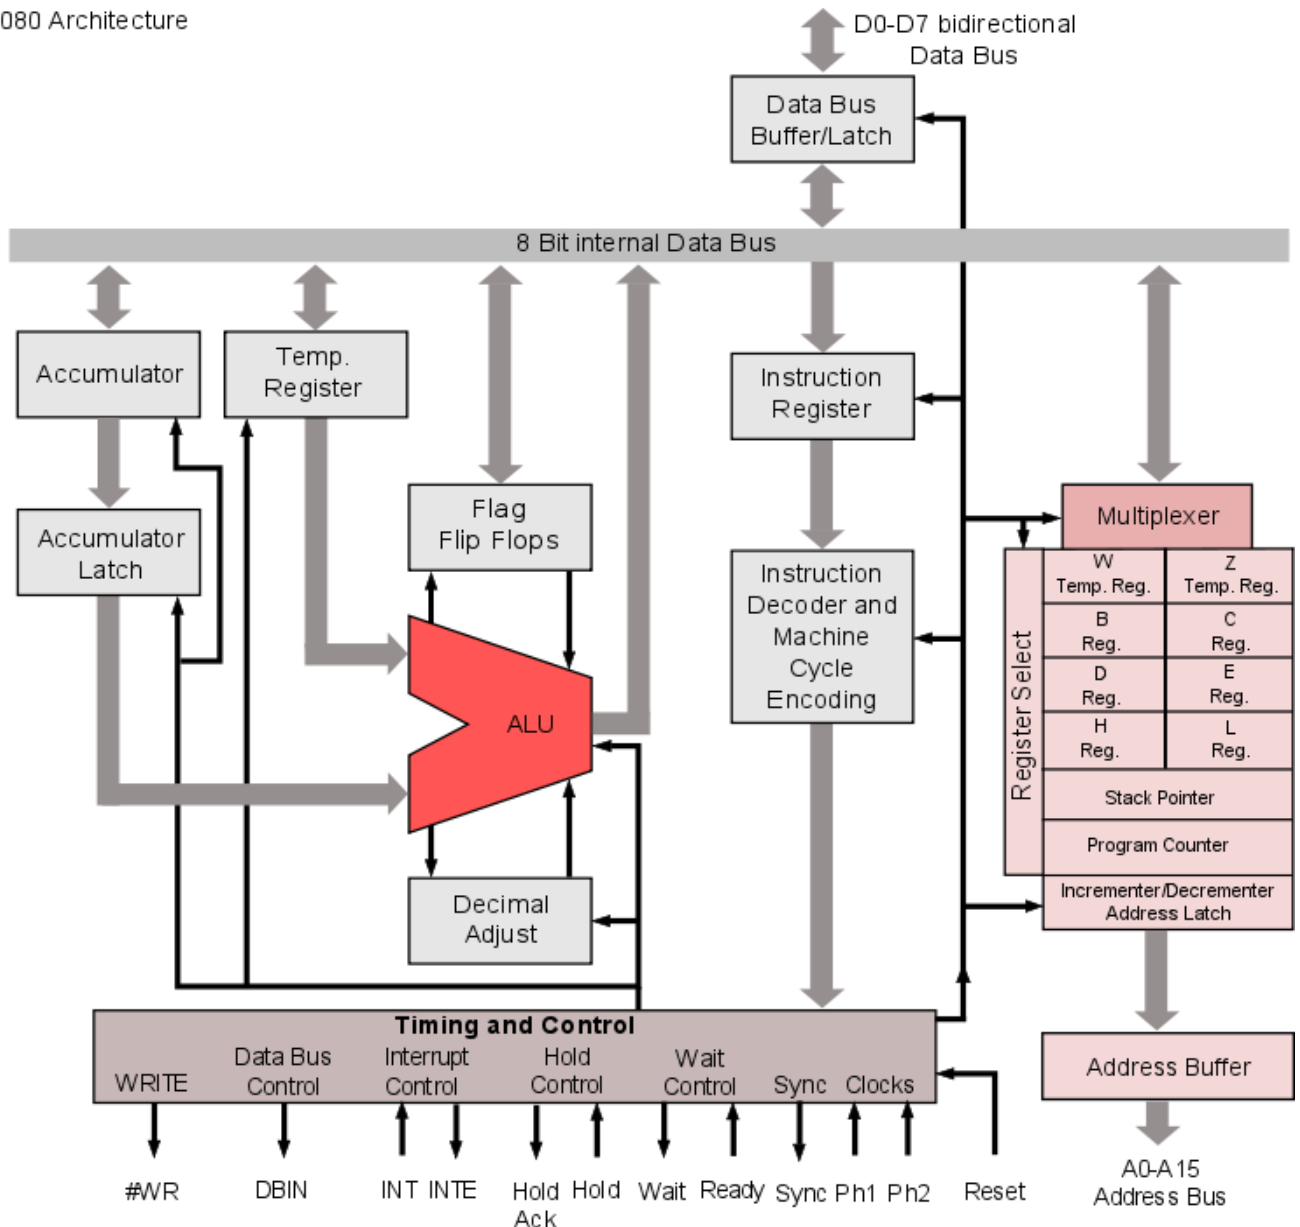 080 Architecture
D0-D7 bidirectional
Data Bus
Data Bus
Buffer/Latch
8 Bit internal Data Bus
Accumulator
Temp.
Register
Instruction
Register
Accumulator
Latch
Flag
Flip Flops
Multiplexer
Instruction
Decoder and
Machine
Cycle
Encoding
Register Select
W
Temp. Reg.
Z
Temp. Reg.
B
Reg.
C
Reg.
D
Reg.
E
Reg.
H
Reg.
L
Reg.
Stack Pointer
Program Counter
Incrementer/Decrementer
Address Latch
ALU
Decimal
Adjust
Timing and Control
WRITE
Data Bus
Control
Interrupt
Control
Hold
Control
Wait
Control
Sync
Clocks
Address Buffer
#WR
DBIN
INT
INTE
Hold
Ack
Hold
Wait
Ready
Sync
Ph1
Ph2
Reset
A0-A15
Address Bus